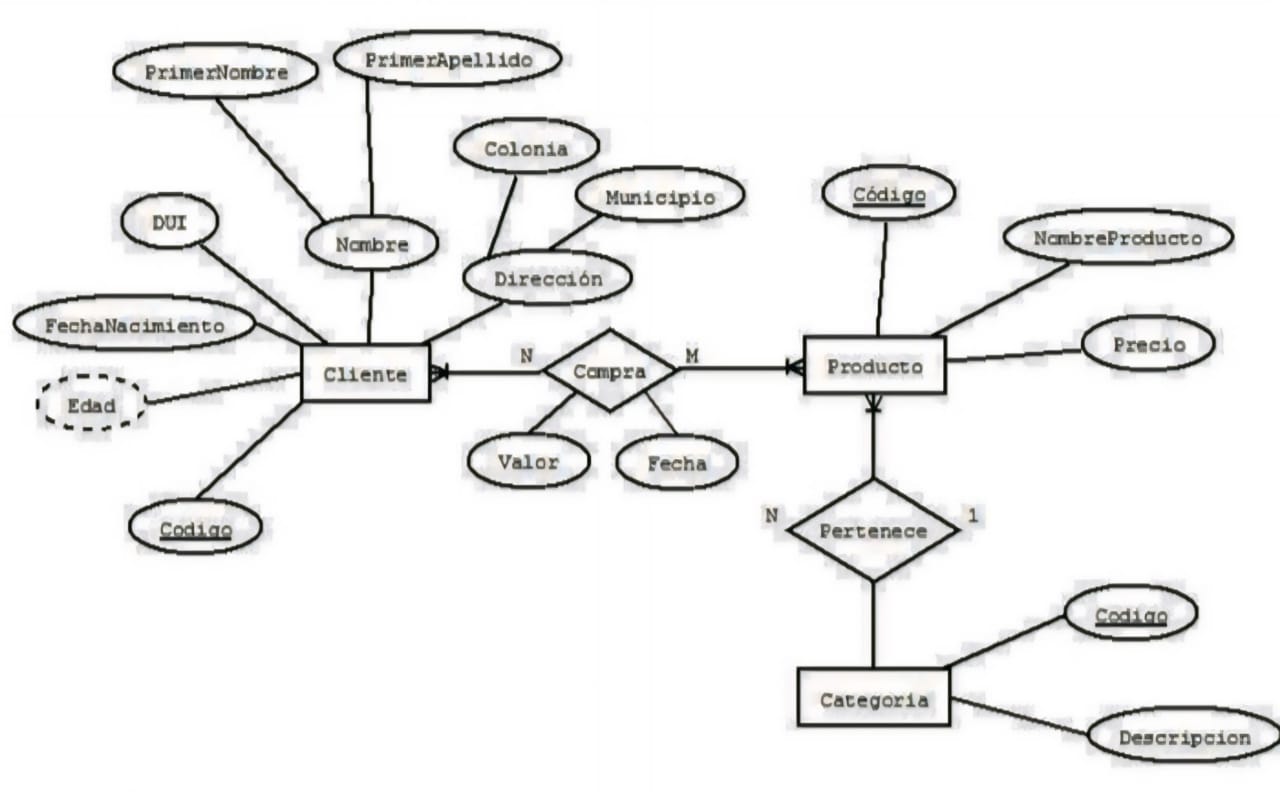 PrimerNombre
PrimerApellido
Colonia
Municipio
DUI
Nombre
Dirección
Código
NombreProducto
FechaNacimiento
Cliente
N
Compra
M
Producto
Precio
Edad
Valor
Fecha
Codigo
N
Pertenece
1
Codigo
Categoria
Descripcion